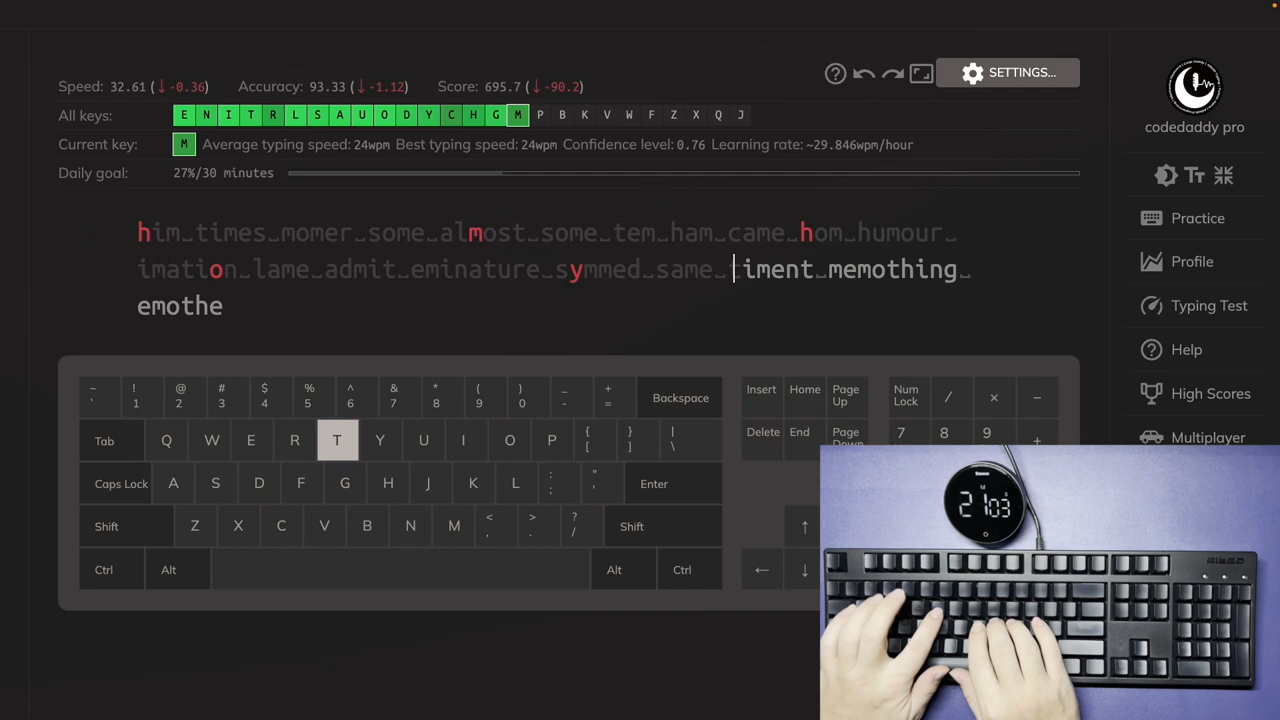 Speed: 32.61 (↓-0.36) Accuracy: 93.33 (↓-1.12) Score: 695.7 (↓-90.2)
SETTINGS...
All keys: E N I T R L S A U O D Y C H G M P B K V W F Z X Q J
Current key: M Average typing speed: 24wpm Best typing speed: 24wpm Confidence level: 0.76 Learning rate: ~29.846wpm/hour
Daily goal: 27%/30 minutes
him␣times␣momer␣some␣almost␣some␣tem␣ham␣came␣hom␣humour␣
imation␣lame␣admit␣eminature␣symmed␣same␣timent␣memothing␣
emothe
~ ` ! 1 @ 2 # 3 $ 4 % 5 ^ 6 & 7 * 8 ( 9 ) 0 _ - + = Backspace
Tab Q W E R T Y U I O P { [ } ] | \
Caps Lock A S D F G H J K L : ; " ' Enter
Shift Z X C V B N M < , > . ? / Shift
Ctrl Alt Alt Ctrl
Insert Home Page Up
Delete End Page Down
↑
← ↓
Num Lock / × −
7 8 9 +
codedaddy pro
Tt
Practice
Profile
Typing Test
Help
High Scores
Multiplayer
Baseus
M S
21 03